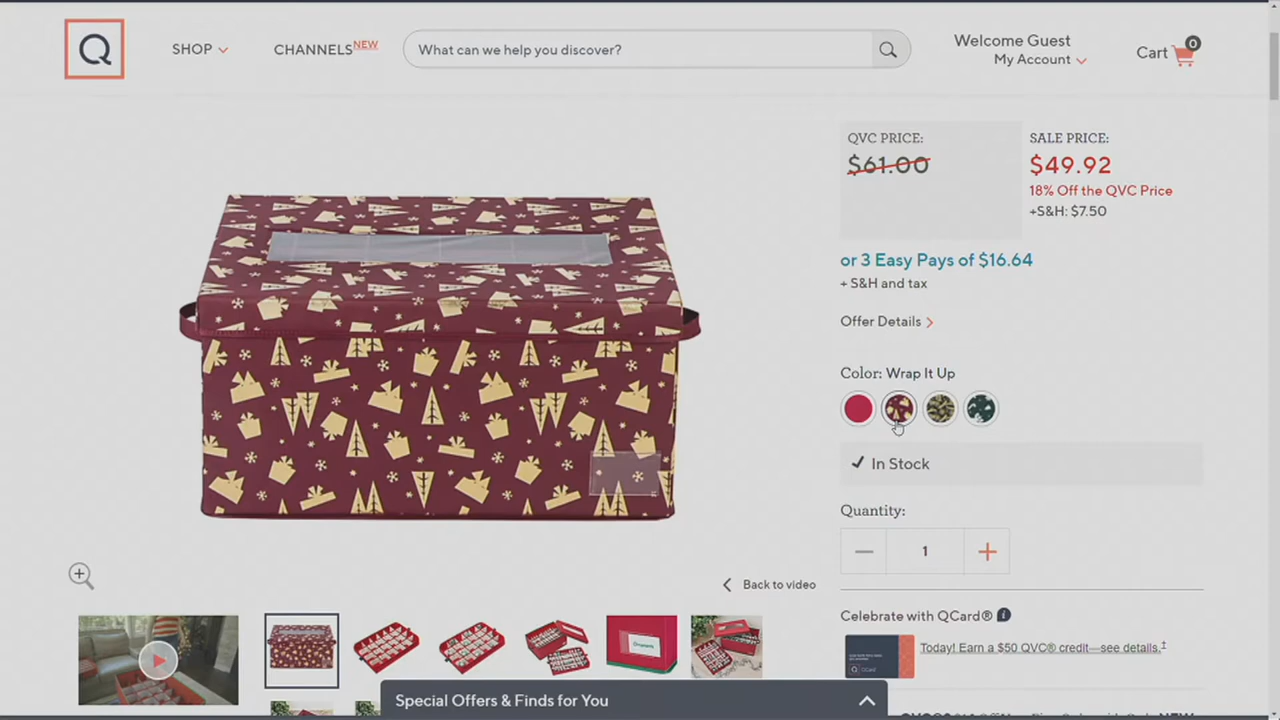 Q
SHOP
CHANNELS NEW
What can we help you discover?
Welcome Guest
My Account
Cart
0
QVC PRICE:
$61.00
SALE PRICE:
$49.92
18% Off the QVC Price
+S&H: $7.50
or 3 Easy Pays of $16.64
+ S&H and tax
Offer Details
Color: Wrap It Up
In Stock
Quantity:
1
Back to video
Celebrate with QCard®
Today! Earn a $50 QVC® credit—see details.‡
Special Offers & Finds for You